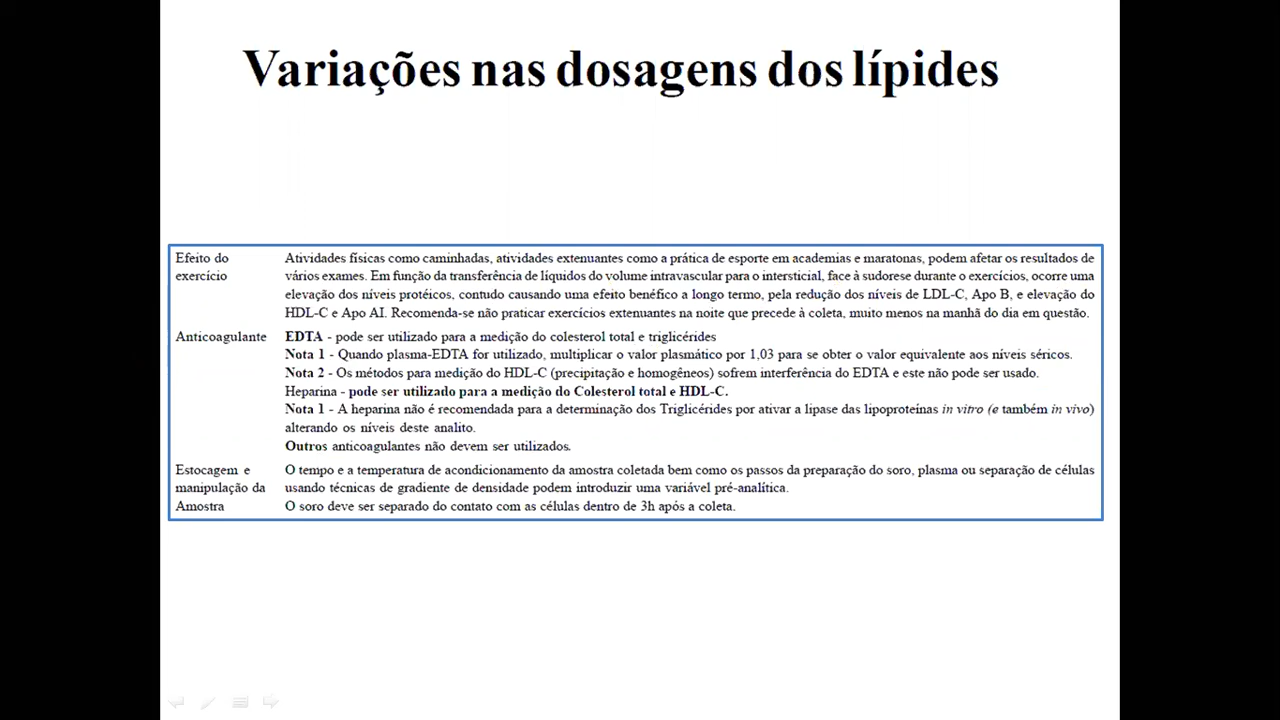 Variações nas dosagens dos lípides
Efeito do
exercício
Atividades físicas como caminhadas, atividades extenuantes como a prática de esporte em academias e maratonas, podem afetar os resultados de
vários exames. Em função da transferência de líquidos do volume intravascular para o intersticial, face à sudorese durante o exercícios, ocorre uma
elevação dos níveis protéicos, contudo causando uma efeito benéfico a longo termo, pela redução dos níveis de LDL-C, Apo B, e elevação do
HDL-C e Apo AI. Recomenda-se não praticar exercícios extenuantes na noite que precede à coleta, muito menos na manhã do dia em questão.
Anticoagulante
EDTA - pode ser utilizado para a medição do colesterol total e triglicérides
Nota 1 - Quando plasma-EDTA for utilizado, multiplicar o valor plasmático por 1,03 para se obter o valor equivalente aos níveis séricos.
Nota 2 - Os métodos para medição do HDL-C (precipitação e homogêneos) sofrem interferência do EDTA e este não pode ser usado.
Heparina - pode ser utilizado para a medição do Colesterol total e HDL-C.
Nota 1 - A heparina não é recomendada para a determinação dos Triglicérides por ativar a lipase das lipoproteínas in vitro (e também in vivo)
alterando os níveis deste analito.
Outros anticoagulantes não devem ser utilizados.
Estocagem e
manipulação da
Amostra
O tempo e a temperatura de acondicionamento da amostra coletada bem como os passos da preparação do soro, plasma ou separação de células
usando técnicas de gradiente de densidade podem introduzir uma variável pré-analítica.
O soro deve ser separado do contato com as células dentro de 3h após a coleta.